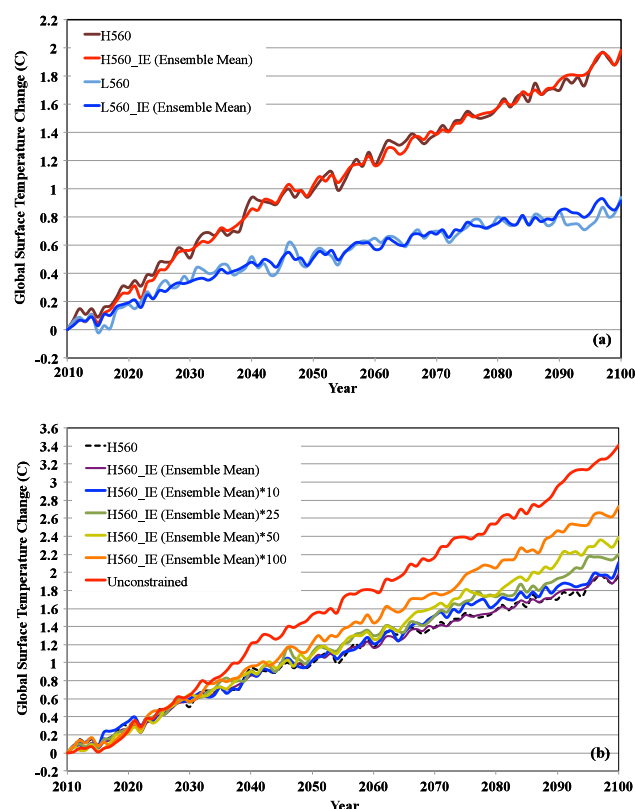 2.2
2
1.8
1.6
1.4
1.2
1
0.8
0.6
0.4
0.2
0
-0.2
Global Surface Temperature Change (C)
H560
H560_IE (Ensemble Mean)
L560
L560_IE (Ensemble Mean)
(a)
2010 2020 2030 2040 2050 2060 2070 2080 2090 2100
Year
3.6
3.4
3.2
3
2.8
2.6
2.4
2.2
2
1.8
1.6
1.4
1.2
1
0.8
0.6
0.4
0.2
0
-0.2
Global Surface Temperature Change (C)
H560
H560_IE (Ensemble Mean)
H560_IE (Ensemble Mean)*10
H560_IE (Ensemble Mean)*25
H560_IE (Ensemble Mean)*50
H560_IE (Ensemble Mean)*100
Unconstrained
(b)
2010 2020 2030 2040 2050 2060 2070 2080 2090 2100
Year